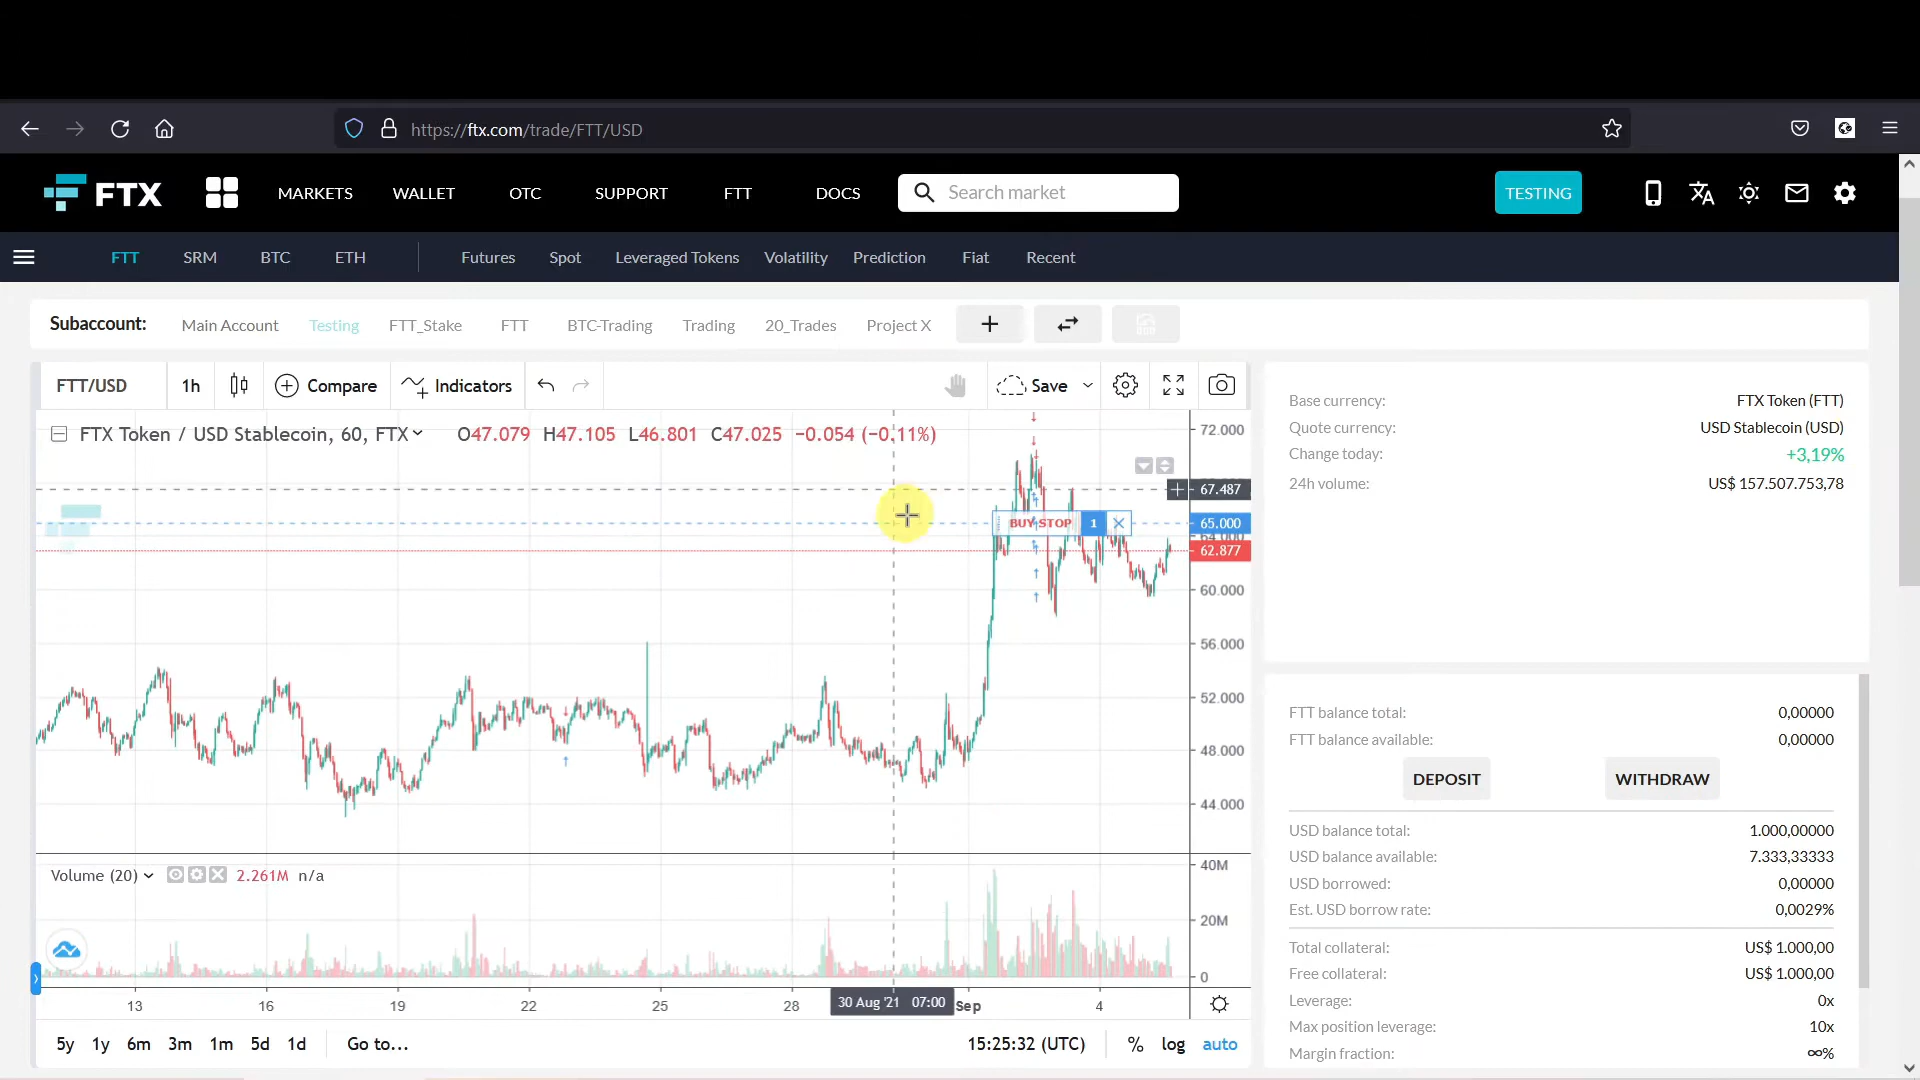 https://ftx.com/trade/FTT/USD
FTX MARKETS WALLET OTC SUPPORT FTT DOCS Search market TESTING
FTT SRM BTC ETH Futures Spot Leveraged Tokens Volatility Prediction Fiat Recent
Subaccount: Main Account Testing FTT_Stake FTT BTC-Trading Trading 20_Trades Project X
FTT/USD 1h Compare Indicators Save
FTX Token / USD Stablecoin, 60, FTX O47.079 H47.105 L46.801 C47.025 −0.054 (−0.11%)
72.000
67.487
BUY STOP 1 65.000
64.000
62.877
60.000
56.000
52.000
48.000
44.000
Volume (20) 2.261M n/a
40M
20M
0
13 16 19 22 25 28 30 Aug '21 07:00 Sep 4
5y 1y 6m 3m 1m 5d 1d Go to... 15:25:32 (UTC) % log auto
Base currency: FTX Token (FTT)
Quote currency: USD Stablecoin (USD)
Change today: +3,19%
24h volume: US$ 157.507.753,78
FTT balance total: 0,00000
FTT balance available: 0,00000
DEPOSIT WITHDRAW
USD balance total: 1.000,00000
USD balance available: 7.333,33333
USD borrowed: 0,00000
Est. USD borrow rate: 0,0029%
Total collateral: US$ 1.000,00
Free collateral: US$ 1.000,00
Leverage: 0x
Max position leverage: 10x
Margin fraction: ∞%